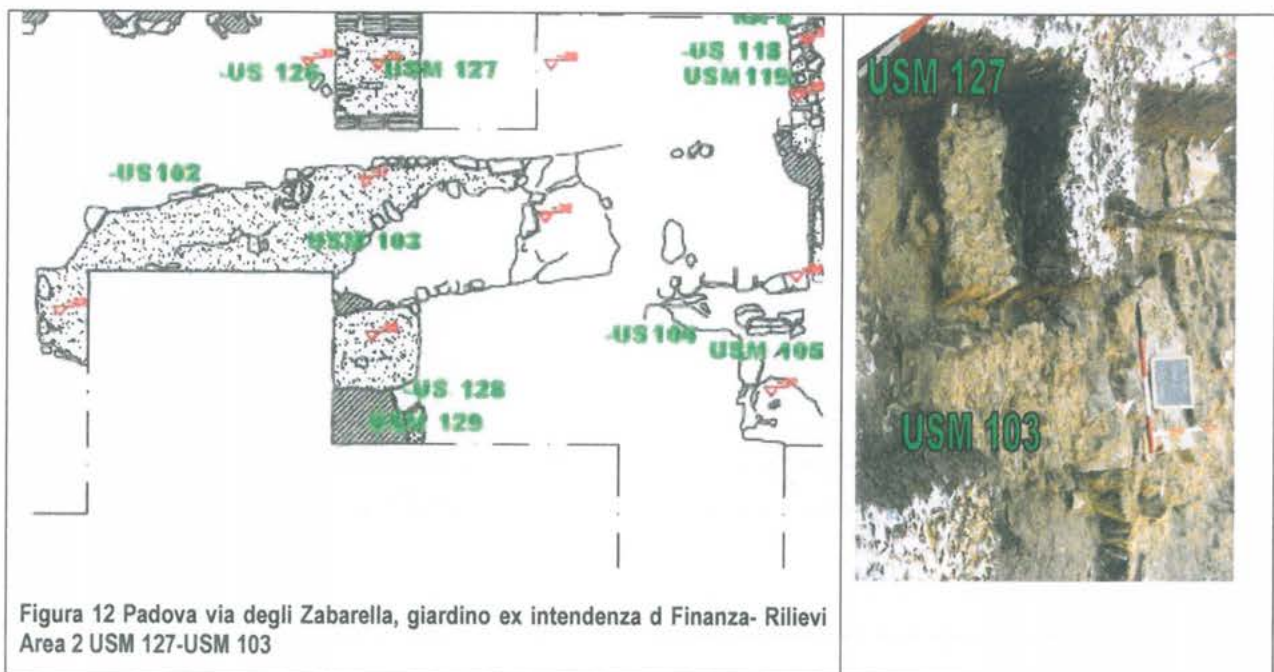 -US 126
USM 127
-US 118
USM 119
-US 102
USM 103
-US 104
USM 105
-US 128
USM 129
Figura 12 Padova via degli Zabarella, giardino ex intendenza d Finanza- Rilievi
Area 2 USM 127-USM 103
USM 127
USM 103